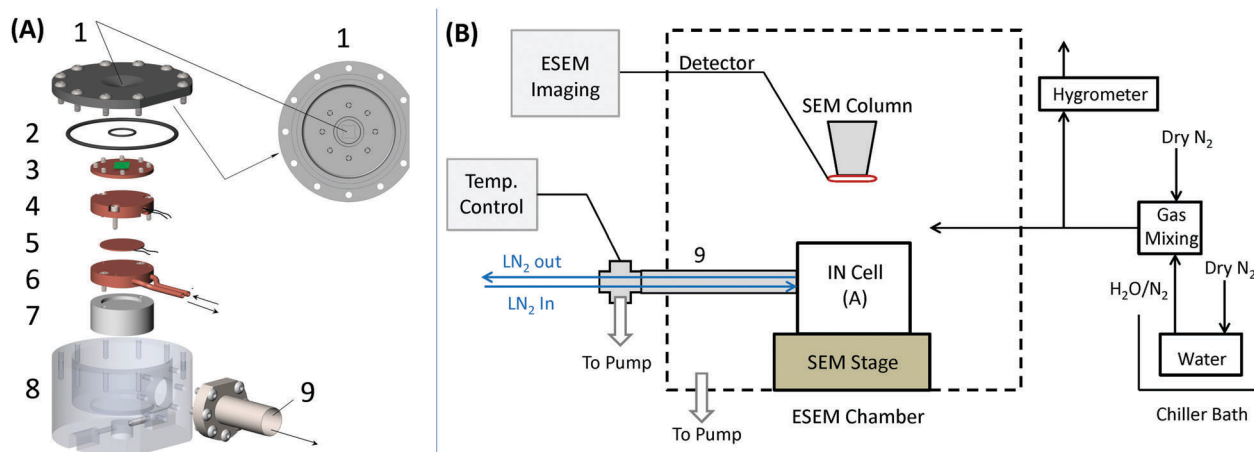 (A)
1
1
2
3
4
5
6
7
8
9
(B)
ESEM
Imaging
Detector
SEM Column
Hygrometer
Dry N₂
Temp.
Control
Gas
Mixing
9
LN₂ out
LN₂ In
IN Cell
(A)
Dry N₂
H₂O/N₂
To Pump
SEM Stage
Water
To Pump
ESEM Chamber
Chiller Bath